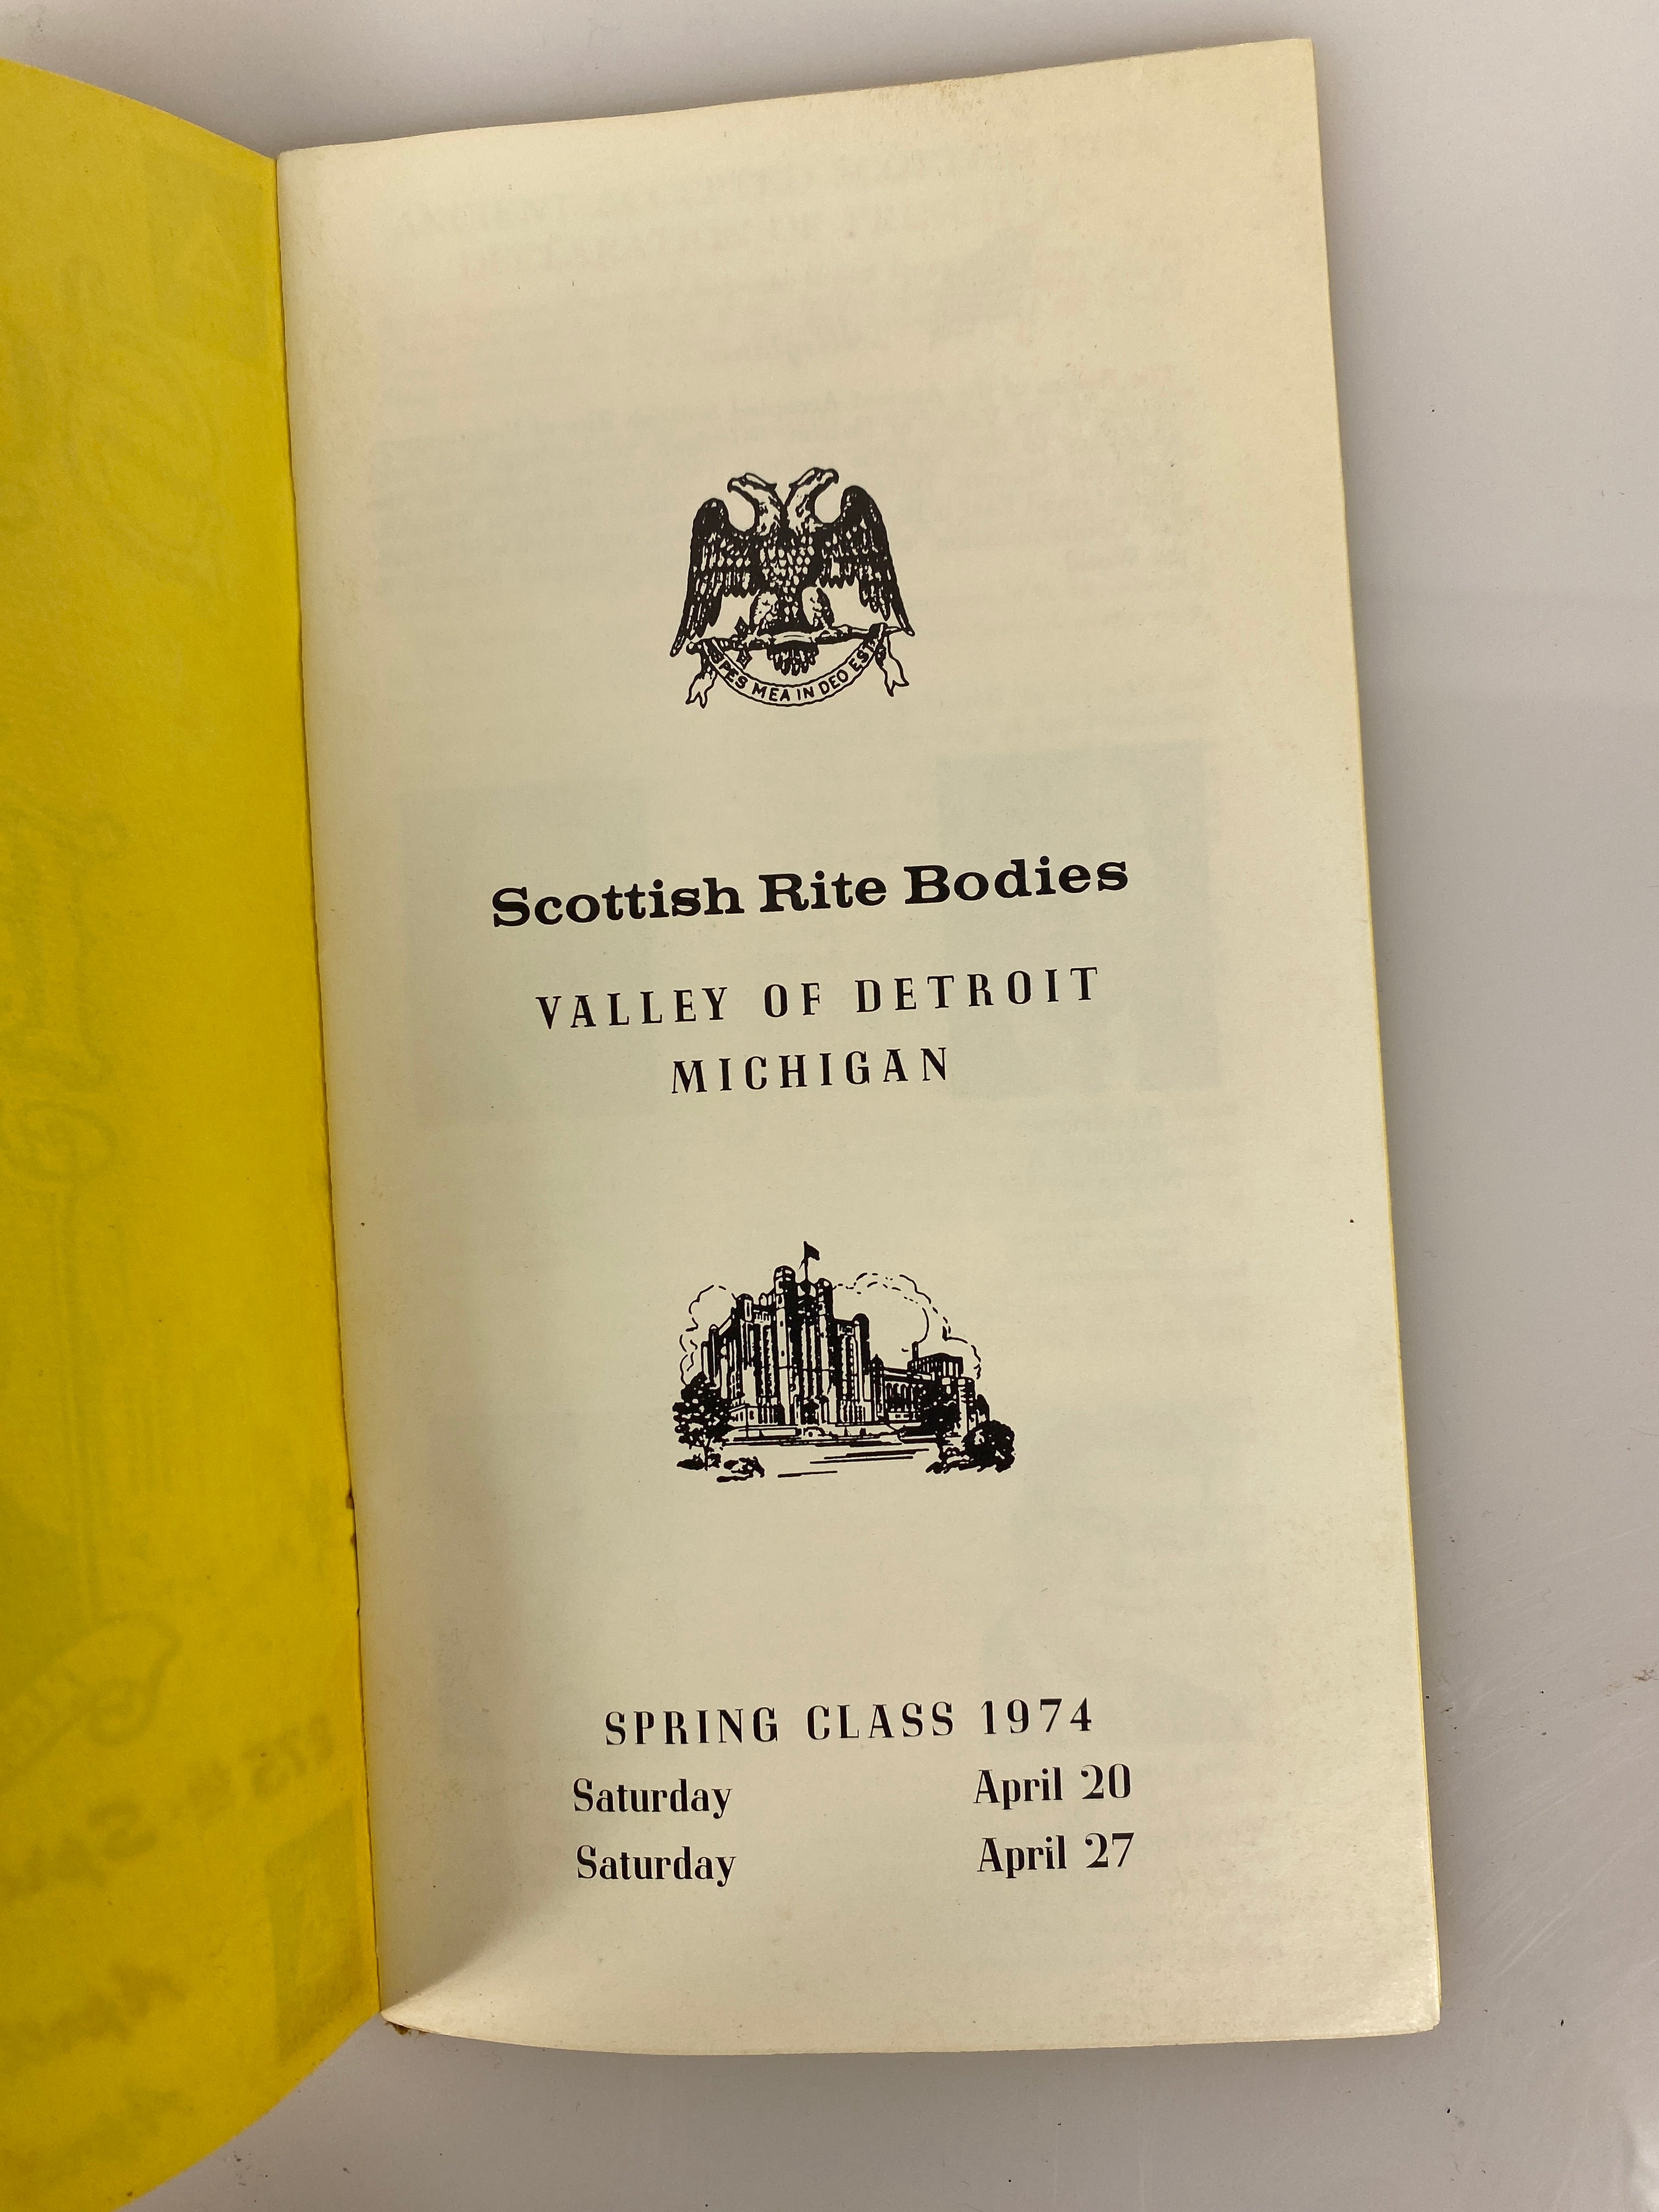 SPES MEA IN DEO EST
Scottish Rite Bodies
VALLEY OF DETROIT
MICHIGAN
SPRING CLASS 1974
Saturday April 20
Saturday April 27